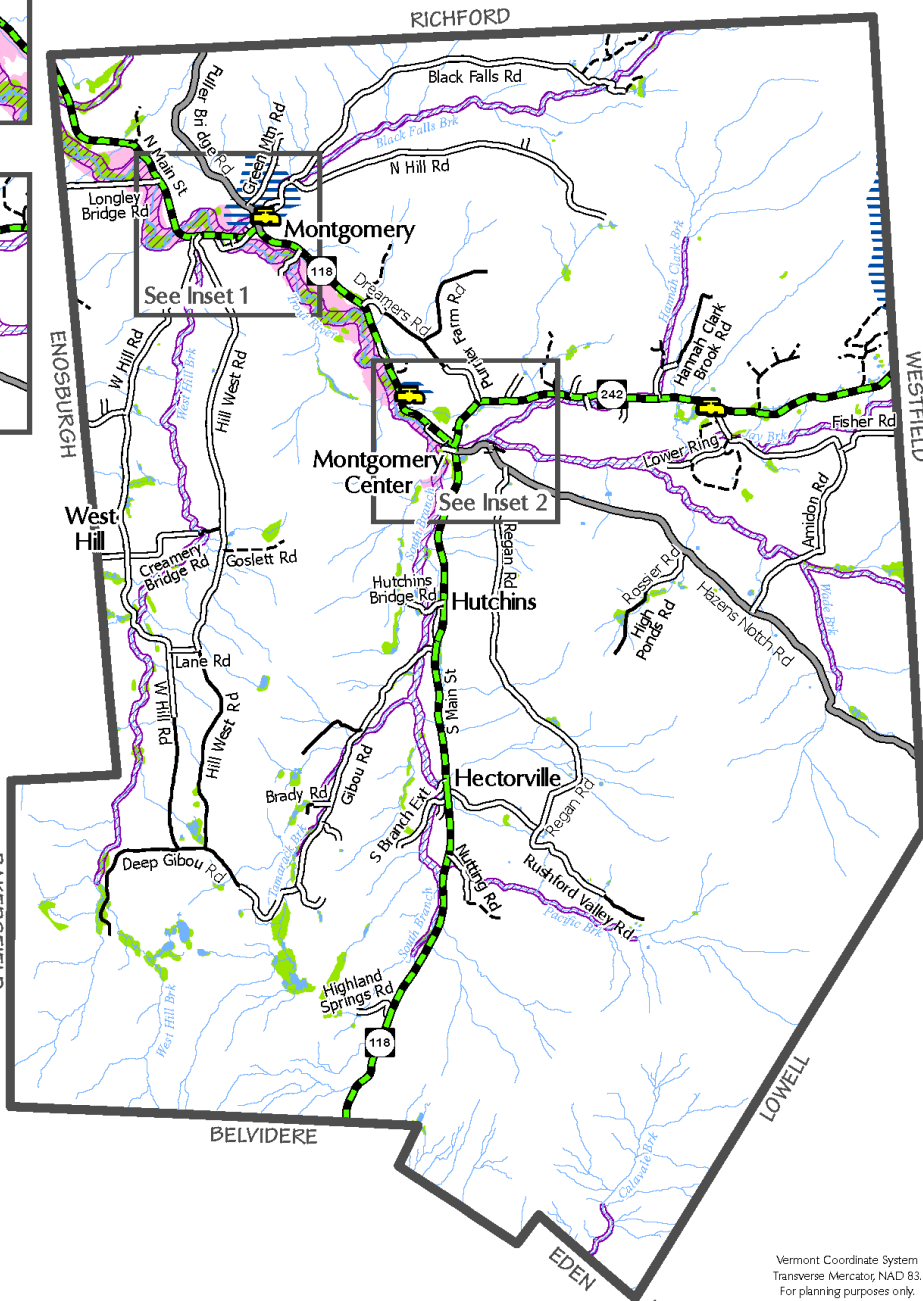 RICHFORD
Black Falls Rd
Fuller Bridge Rd
Green Mtn Rd
Black Falls Brk
N Main St
N Hill Rd
Longley
Bridge Rd
Montgomery
Hannah Clark Brk
118
See Inset 1
Trout River
Dreamers Rd
Purrier Farm Rd
ENOSBURGH
W Hill Rd
West Hill Brk
Hill West Rd
Hannah Clark
Brook Rd
WESTFIELD
242
Fisher Rd
Jay Brk
Lower Ring
Montgomery
Center
See Inset 2
South Branch
Regan Rd
Amidon Rd
West
Hill
Creamery
Bridge Rd
Goslett Rd
Hutchins
Bridge Rd
Hutchins
Rossier Rd
High
Ponds Rd
Hazens Notch Rd
Wade Brk
Lane Rd
W Hill Rd
Hill West Rd
S Main St
Gibou Rd
Brady Rd
Hectorville
S Branch Ext
Regan Rd
Deep Gibou Rd
Tamarack Brk
Nutting Rd
Rushford Valley Rd
Pacific Brk
South Branch
West Hill Brk
Highland
Springs Rd
118
LOWELL
BELVIDERE
Calavale Brk
EDEN
Vermont Coordinate System
Transverse Mercator, NAD 83.
For planning purposes only.